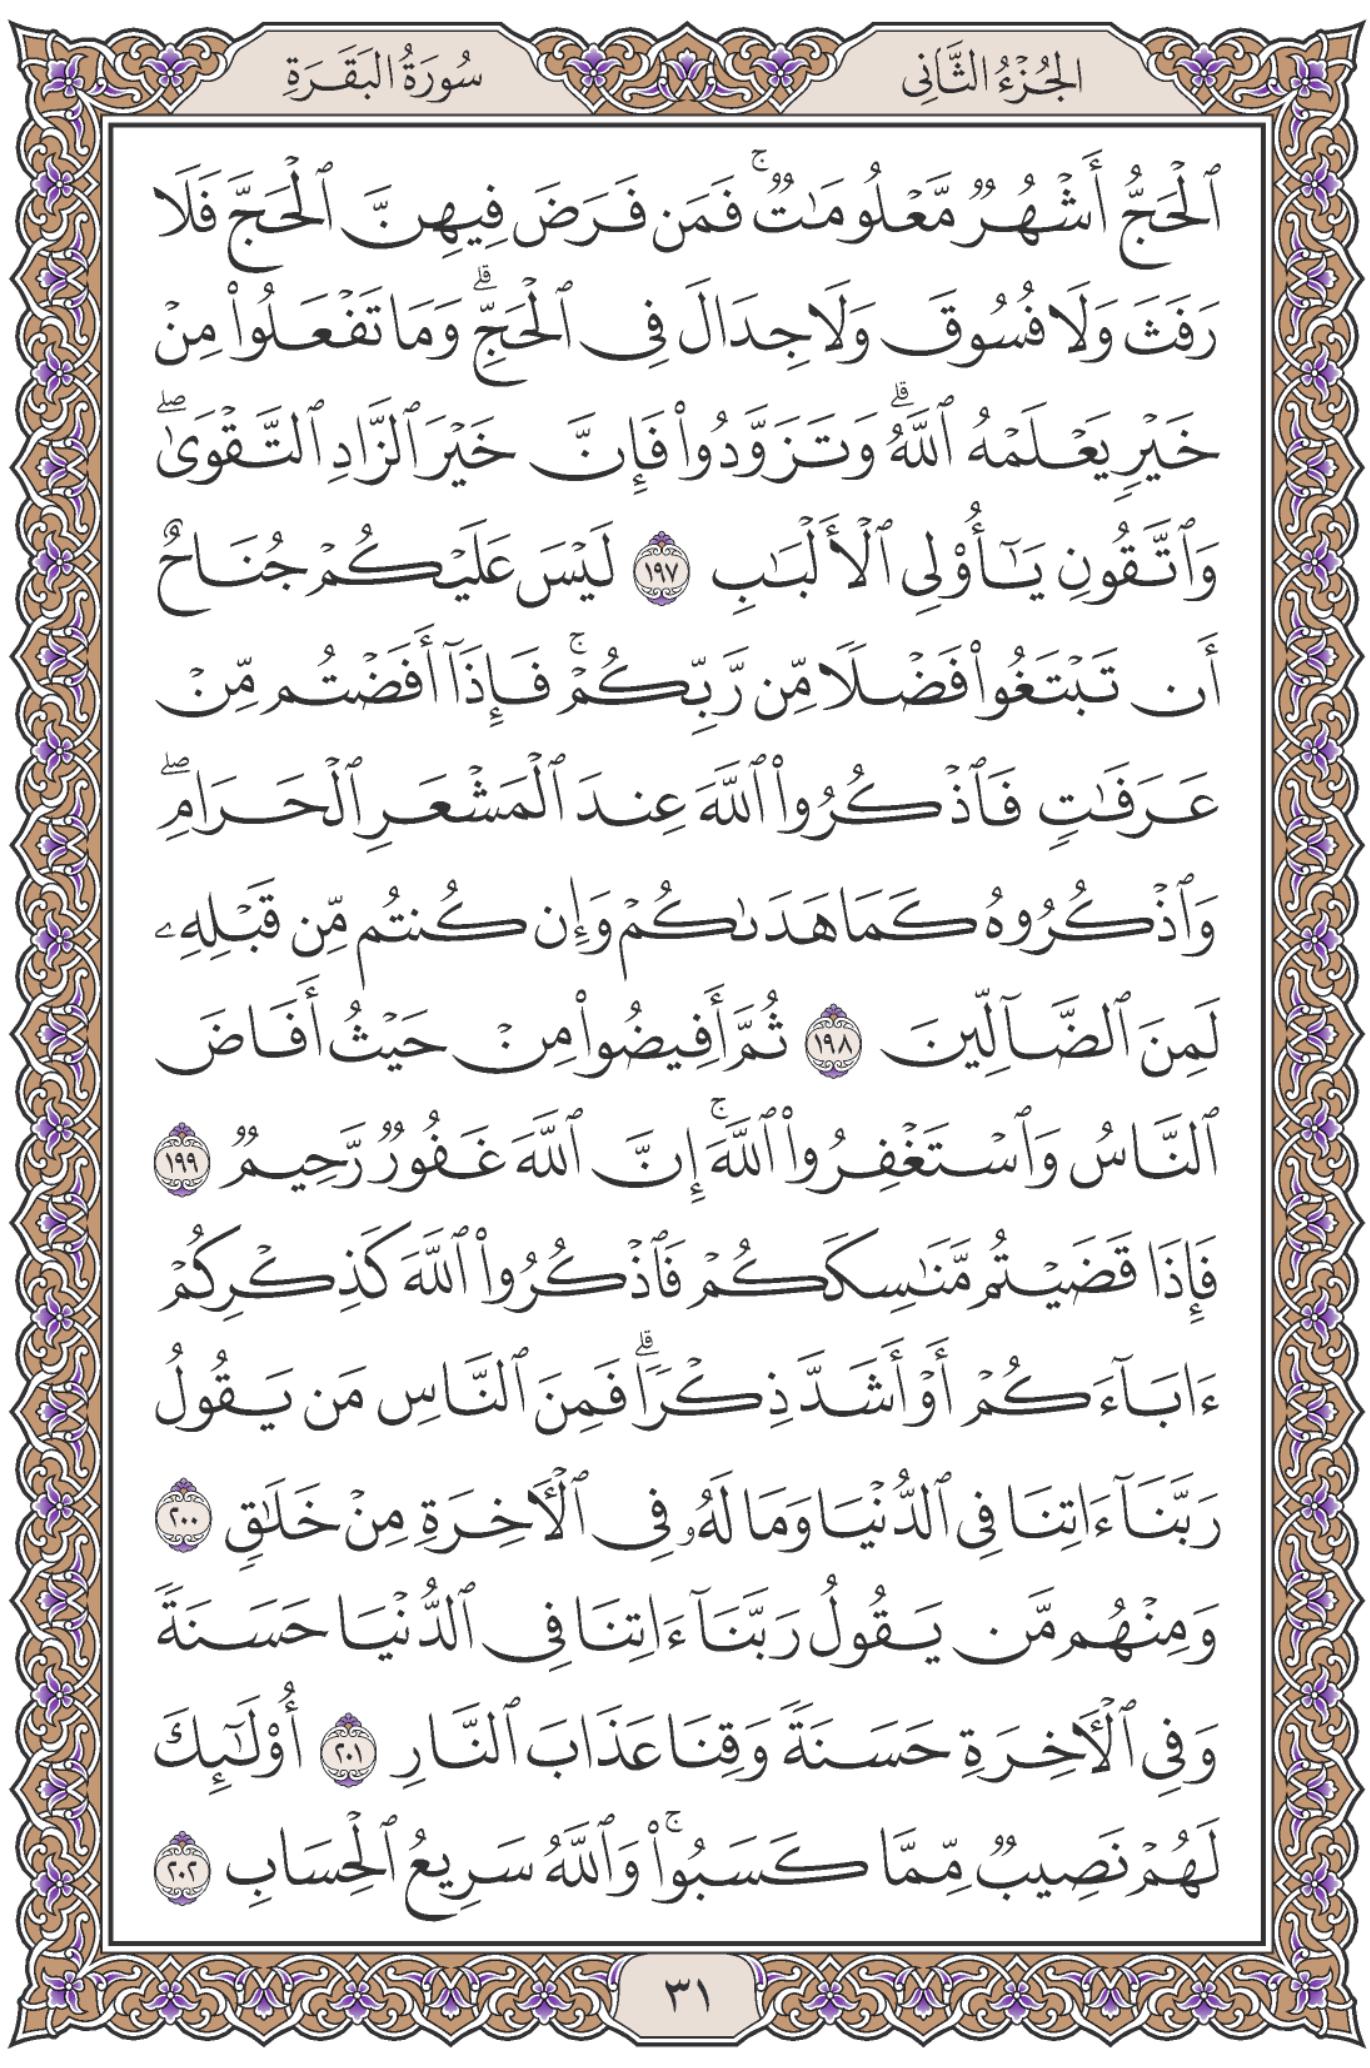 الجُزْءُ الثَّانِى
سُورَةُ البَقَرَةِ
ٱلْحَجُّ أَشْهُرٌ مَّعْلُومَـٰتٌ ۚ فَمَن فَرَضَ فِيهِنَّ ٱلْحَجَّ فَلَا
رَفَثَ وَلَا فُسُوقَ وَلَا جِدَالَ فِى ٱلْحَجِّ ۗ وَمَا تَفْعَلُوا۟ مِنْ
خَيْرٍ يَعْلَمْهُ ٱللَّهُ ۗ وَتَزَوَّدُوا۟ فَإِنَّ خَيْرَ ٱلزَّادِ ٱلتَّقْوَىٰ ۖ
وَٱتَّقُونِ يَـٰٓأُو۟لِى ٱلْأَلْبَـٰبِ ١٩٧ لَيْسَ عَلَيْكُمْ جُنَاحٌ
أَن تَبْتَغُوا۟ فَضْلًا مِّن رَّبِّكُمْ ۚ فَإِذَآ أَفَضْتُم مِّنْ
عَرَفَـٰتٍ فَٱذْكُرُوا۟ ٱللَّهَ عِندَ ٱلْمَشْعَرِ ٱلْحَرَامِ ۖ
وَٱذْكُرُوهُ كَمَا هَدَىٰكُمْ وَإِن كُنتُم مِّن قَبْلِهِۦ
لَمِنَ ٱلضَّآلِّينَ ١٩٨ ثُمَّ أَفِيضُوا۟ مِنْ حَيْثُ أَفَاضَ
ٱلنَّاسُ وَٱسْتَغْفِرُوا۟ ٱللَّهَ ۚ إِنَّ ٱللَّهَ غَفُورٌ رَّحِيمٌ ١٩٩
فَإِذَا قَضَيْتُم مَّنَـٰسِكَكُمْ فَٱذْكُرُوا۟ ٱللَّهَ كَذِكْرِكُمْ
ءَابَآءَكُمْ أَوْ أَشَدَّ ذِكْرًا ۗ فَمِنَ ٱلنَّاسِ مَن يَقُولُ
رَبَّنَآ ءَاتِنَا فِى ٱلدُّنْيَا وَمَا لَهُۥ فِى ٱلْـَٔاخِرَةِ مِنْ خَلَـٰقٍ ٢٠٠
وَمِنْهُم مَّن يَقُولُ رَبَّنَآ ءَاتِنَا فِى ٱلدُّنْيَا حَسَنَةً
وَفِى ٱلْـَٔاخِرَةِ حَسَنَةً وَقِنَا عَذَابَ ٱلنَّارِ ٢٠١ أُو۟لَـٰٓئِكَ
لَهُمْ نَصِيبٌ مِّمَّا كَسَبُوا۟ ۚ وَٱللَّهُ سَرِيعُ ٱلْحِسَابِ ٢٠٢
٣١